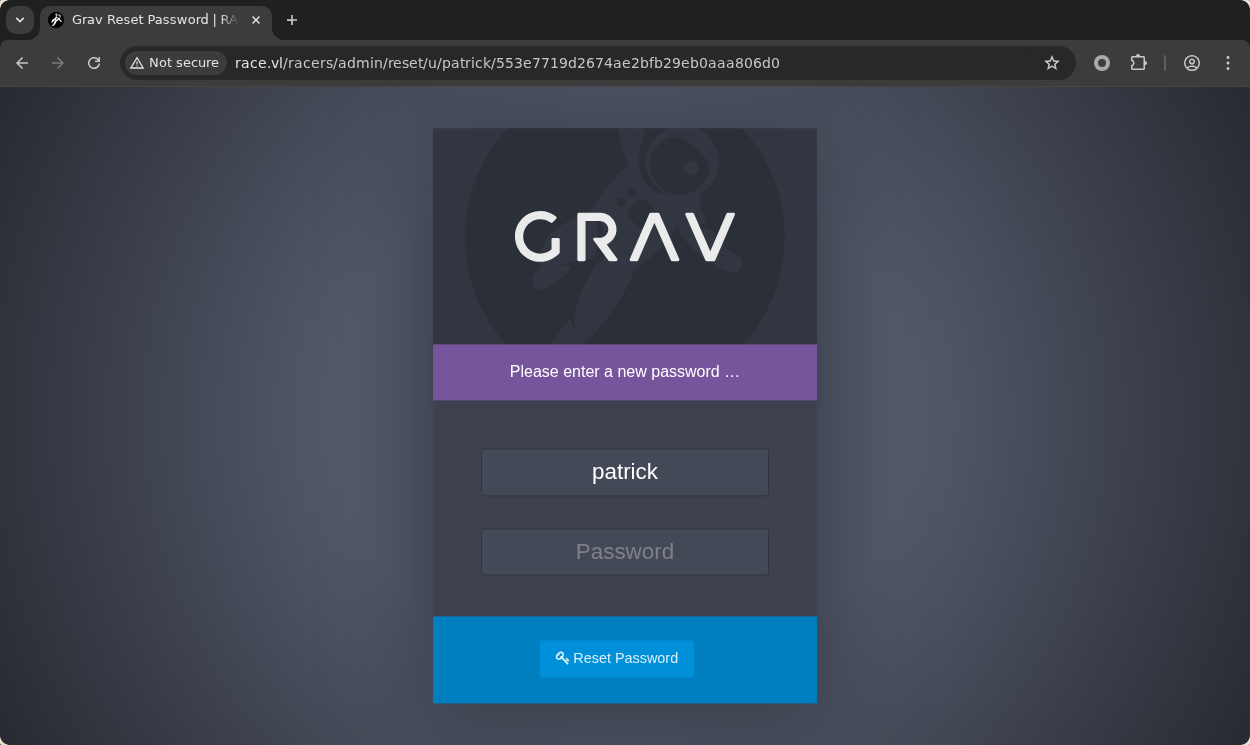 Grav Reset Password | RA
Not secure
race.vl/racers/admin/reset/u/patrick/553e7719d2674ae2bfb29eb0aaa806d0
GRAV
Please enter a new password …
patrick
Password
Reset Password